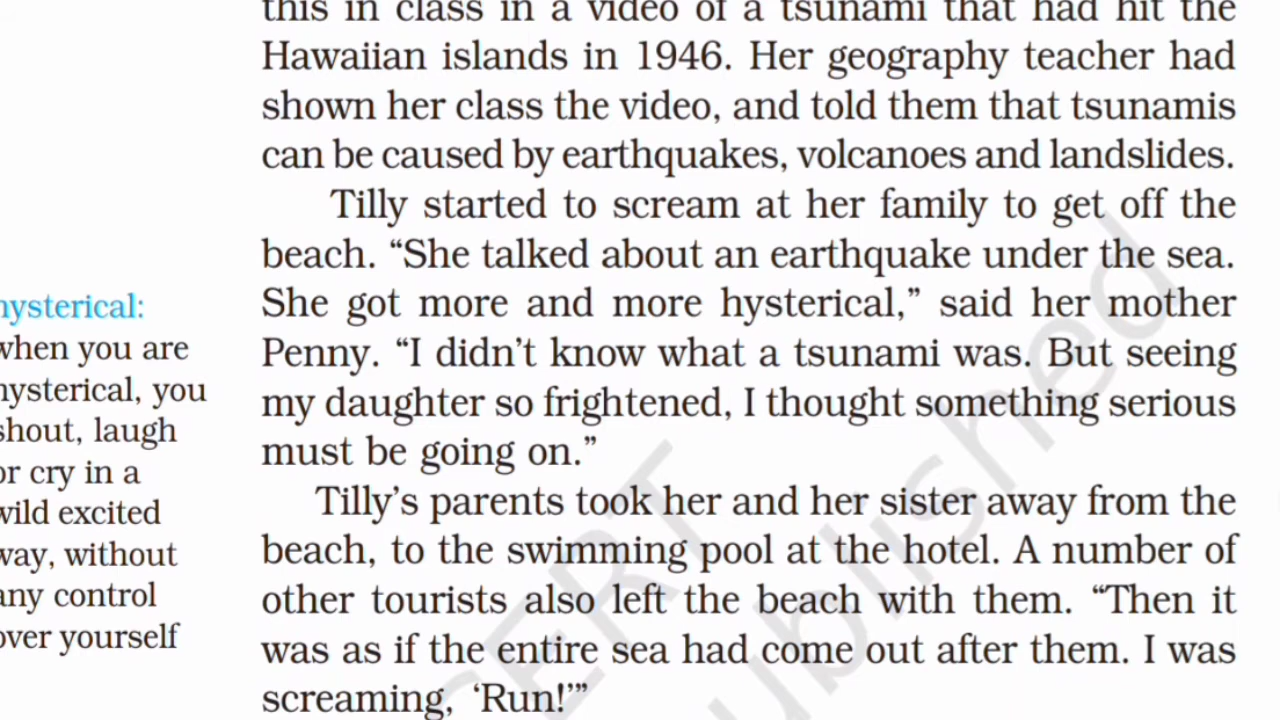 this in class in a video of a tsunami that had hit the
Hawaiian islands in 1946. Her geography teacher had
shown her class the video, and told them that tsunamis
can be caused by earthquakes, volcanoes and landslides.
Tilly started to scream at her family to get off the
beach. “She talked about an earthquake under the sea.
She got more and more hysterical,” said her mother
Penny. “I didn’t know what a tsunami was. But seeing
my daughter so frightened, I thought something serious
must be going on.”
Tilly’s parents took her and her sister away from the
beach, to the swimming pool at the hotel. A number of
other tourists also left the beach with them. “Then it
was as if the entire sea had come out after them. I was
screaming, ‘Run!’”
hysterical:
when you are
hysterical, you
shout, laugh
or cry in a
wild excited
way, without
any control
over yourself